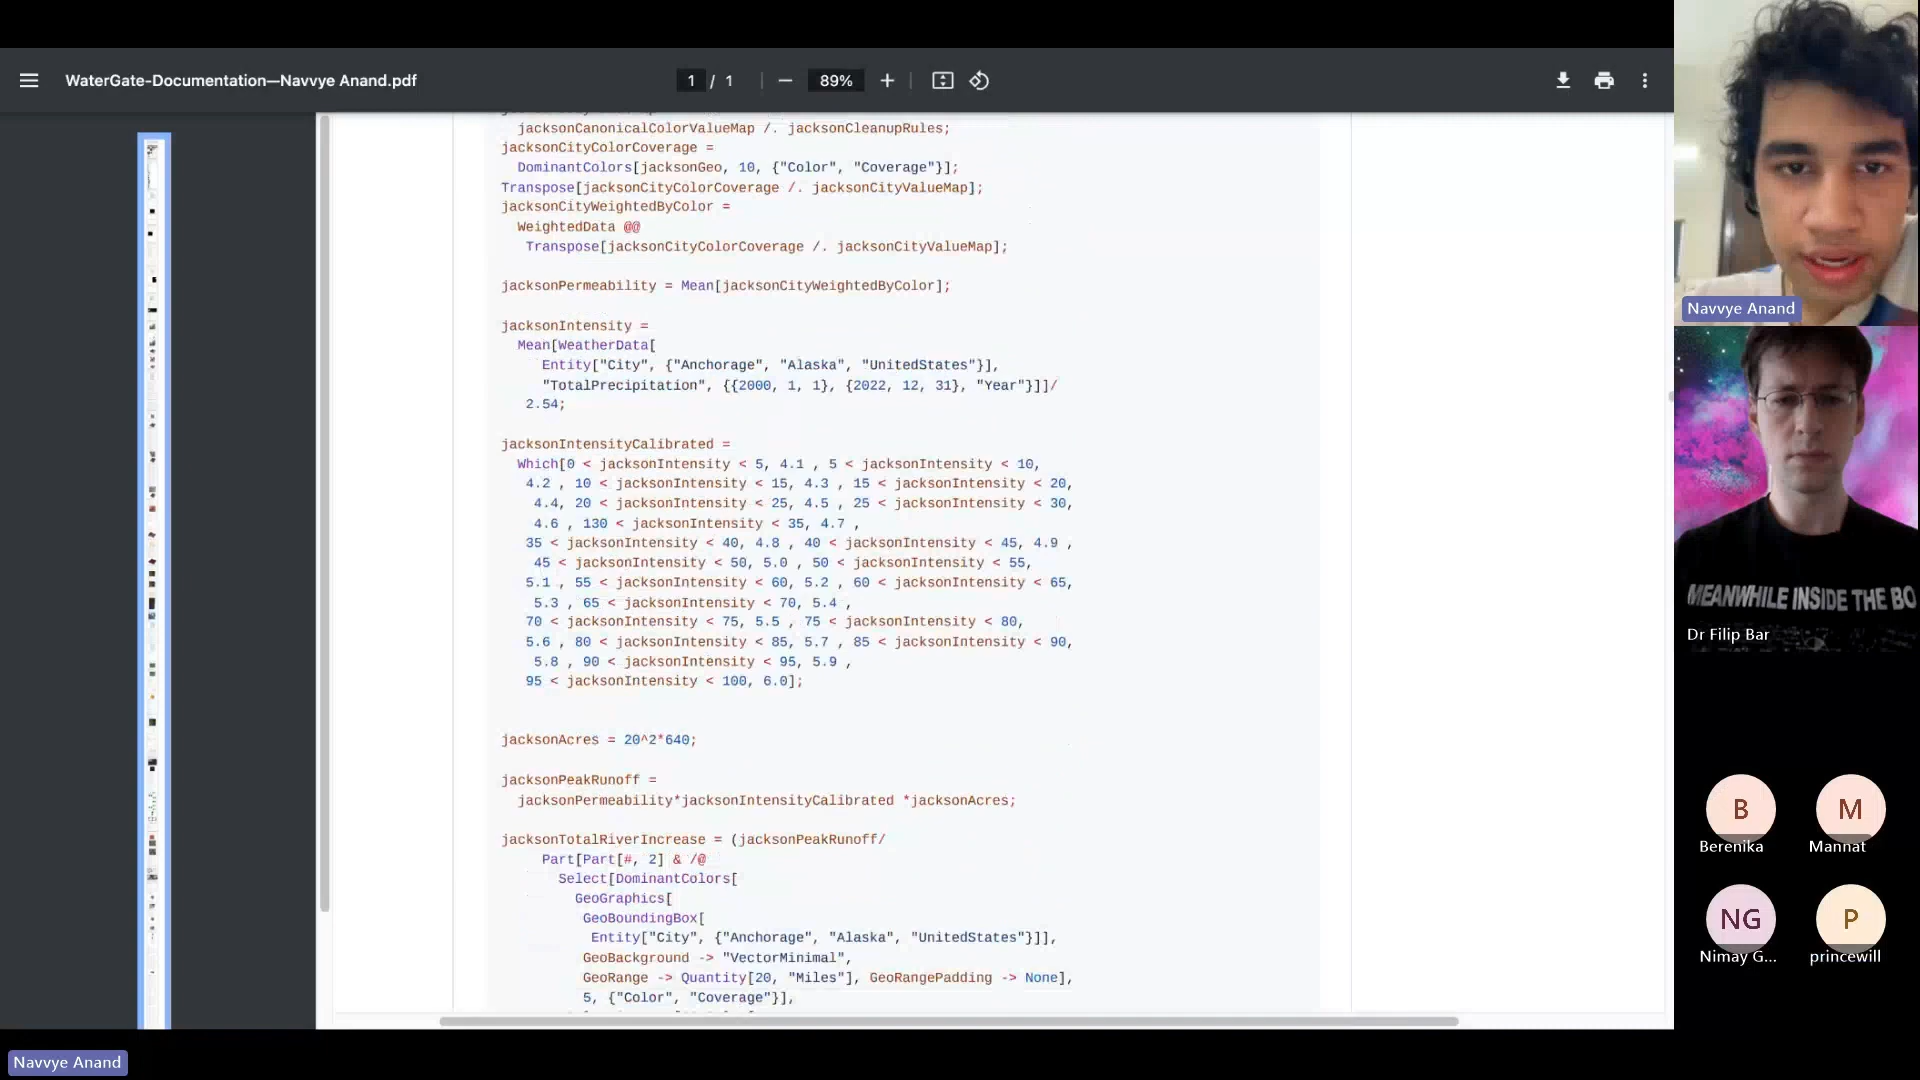 WaterGate-Documentation—Navvye Anand.pdf
1 / 1
89%
jacksonCanonicalColorValueMap /. jacksonCleanupRules;
jacksonCityColorCoverage =
DominantColors[jacksonGeo, 10, {"Color", "Coverage"}];
Transpose[jacksonCityColorCoverage /. jacksonCityValueMap];
jacksonCityWeightedByColor =
WeightedData @@
Transpose[jacksonCityColorCoverage /. jacksonCityValueMap];
jacksonPermeability = Mean[jacksonCityWeightedByColor];
jacksonIntensity =
Mean[WeatherData[
Entity["City", {"Anchorage", "Alaska", "UnitedStates"}],
"TotalPrecipitation", {{2000, 1, 1}, {2022, 12, 31}, "Year"}]]/
2.54;
jacksonIntensityCalibrated =
Which[0 < jacksonIntensity < 5, 4.1 , 5 < jacksonIntensity < 10,
4.2 , 10 < jacksonIntensity < 15, 4.3 , 15 < jacksonIntensity < 20,
4.4, 20 < jacksonIntensity < 25, 4.5 , 25 < jacksonIntensity < 30,
4.6 , 130 < jacksonIntensity < 35, 4.7 ,
35 < jacksonIntensity < 40, 4.8 , 40 < jacksonIntensity < 45, 4.9 ,
45 < jacksonIntensity < 50, 5.0 , 50 < jacksonIntensity < 55,
5.1 , 55 < jacksonIntensity < 60, 5.2 , 60 < jacksonIntensity < 65,
5.3 , 65 < jacksonIntensity < 70, 5.4 ,
70 < jacksonIntensity < 75, 5.5 , 75 < jacksonIntensity < 80,
5.6 , 80 < jacksonIntensity < 85, 5.7 , 85 < jacksonIntensity < 90,
5.8 , 90 < jacksonIntensity < 95, 5.9 ,
95 < jacksonIntensity < 100, 6.0];
jacksonAcres = 20^2*640;
jacksonPeakRunoff =
jacksonPermeability*jacksonIntensityCalibrated *jacksonAcres;
jacksonTotalRiverIncrease = (jacksonPeakRunoff/
Part[Part[#, 2] & /@
Select[DominantColors[
GeoGraphics[
GeoBoundingBox[
Entity["City", {"Anchorage", "Alaska", "UnitedStates"}]],
GeoBackground -> "VectorMinimal",
GeoRange -> Quantity[20, "Miles"], GeoRangePadding -> None],
5, {"Color", "Coverage"}],
Navvye Anand
MEANWHILE INSIDE THE BO
Dr Filip Bar
B
Berenika
M
Mannat
NG
Nimay G...
P
princewill
Navvye Anand